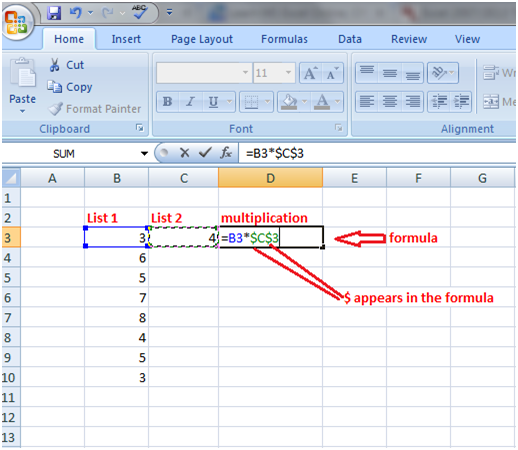 ABC
Home Insert Page Layout Formulas Data Review View
Cut
Copy
Format Painter
Paste
11 A A
B I U A
Clipboard Font Alignment
SUM fx =B3*$C$3
A B C D E F G
1
2 List 1 List 2 multiplication
3 3 4 =B3*$C$3 formula
4 6
5 5
6 7 $ appears in the formula
7 8
8 4
9 5
10 3
11
12
13